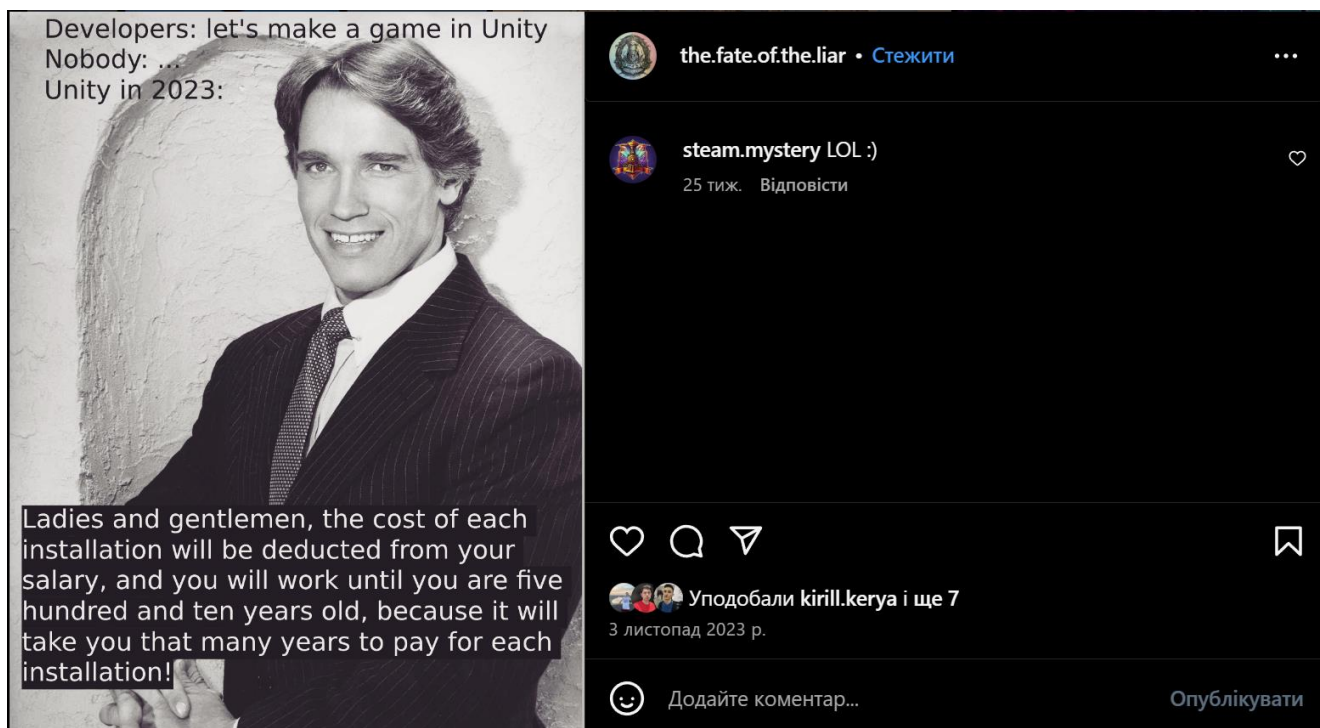 Developers: let's make a game in Unity
Nobody: ...
Unity in 2023:
Ladies and gentlemen, the cost of each
installation will be deducted from your
salary, and you will work until you are five
hundred and ten years old, because it will
take you that many years to pay for each
installation!
the.fate.of.the.liar • Стежити
steam.mystery LOL :)
25 тиж. Відповісти
Уподобали kirill.kerya і ще 7
3 листопад 2023 р.
Додайте коментар...
Опублікувати